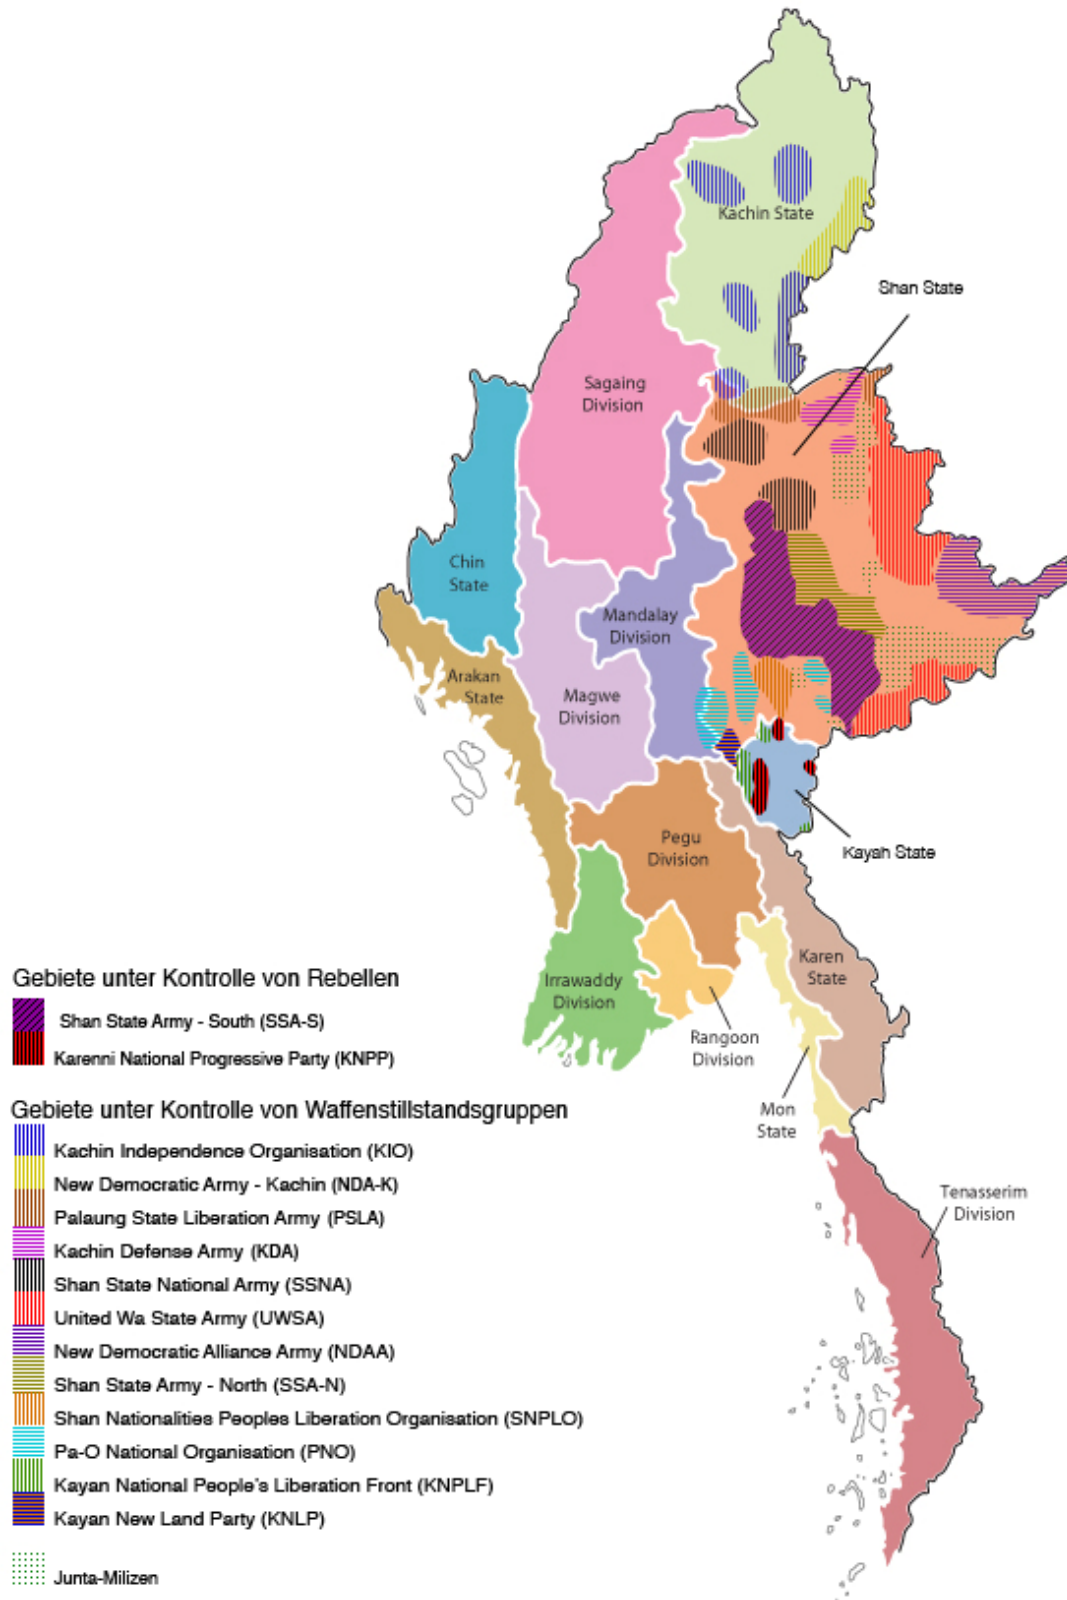 Kachin State
Shan State
Sagaing
Division
Chin
State
Mandalay
Division
Arakan
State
Magwe
Division
Pegu
Division
Kayah State
Karen
State
Irrawaddy
Division
Rangoon
Division
Mon
State
Tenasserim
Division
Gebiete unter Kontrolle von Rebellen
Shan State Army - South (SSA-S)
Karenni National Progressive Party (KNPP)
Gebiete unter Kontrolle von Waffenstillstandsgruppen
Kachin Independence Organisation (KIO)
New Democratic Army - Kachin (NDA-K)
Palaung State Liberation Army (PSLA)
Kachin Defense Army (KDA)
Shan State National Army (SSNA)
United Wa State Army (UWSA)
New Democratic Alliance Army (NDAA)
Shan State Army - North (SSA-N)
Shan Nationalities Peoples Liberation Organisation (SNPLO)
Pa-O National Organisation (PNO)
Kayan National People's Liberation Front (KNPLF)
Kayan New Land Party (KNLP)
Junta-Milizen